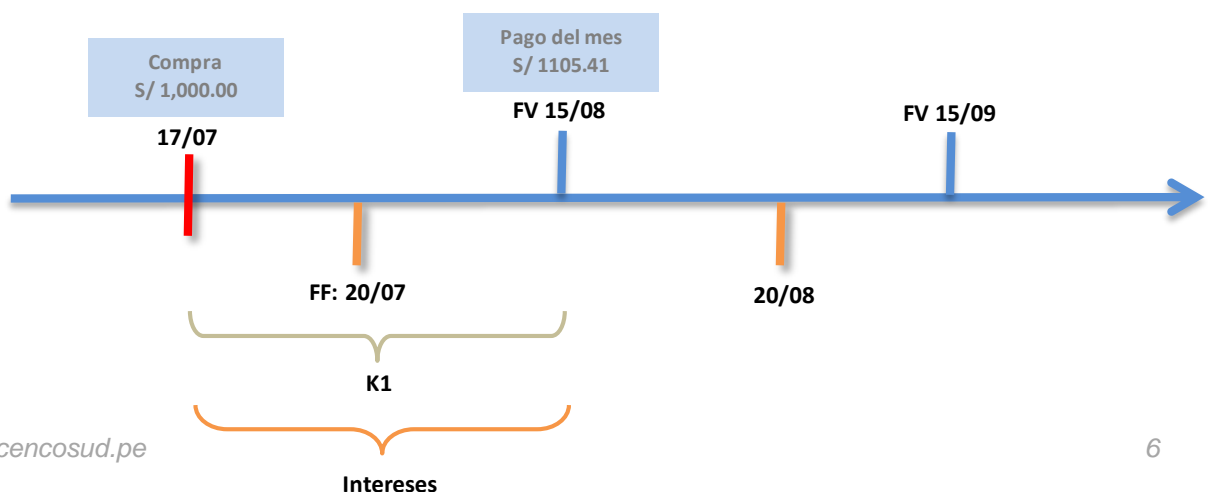 Compra
S/ 1,000.00
Pago del mes
S/ 1105.41
17/07
FV 15/08
FV 15/09
FF: 20/07
20/08
K1
cencosud.pe
6
Intereses